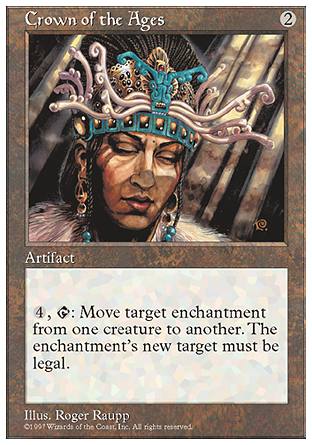 Crown of the Ages 2
Artifact
4, T: Move target enchantment
from one creature to another. The
enchantment's new target must be
legal.
Illus. Roger Raupp
©1997 Wizards of the Coast, Inc. All rights reserved.